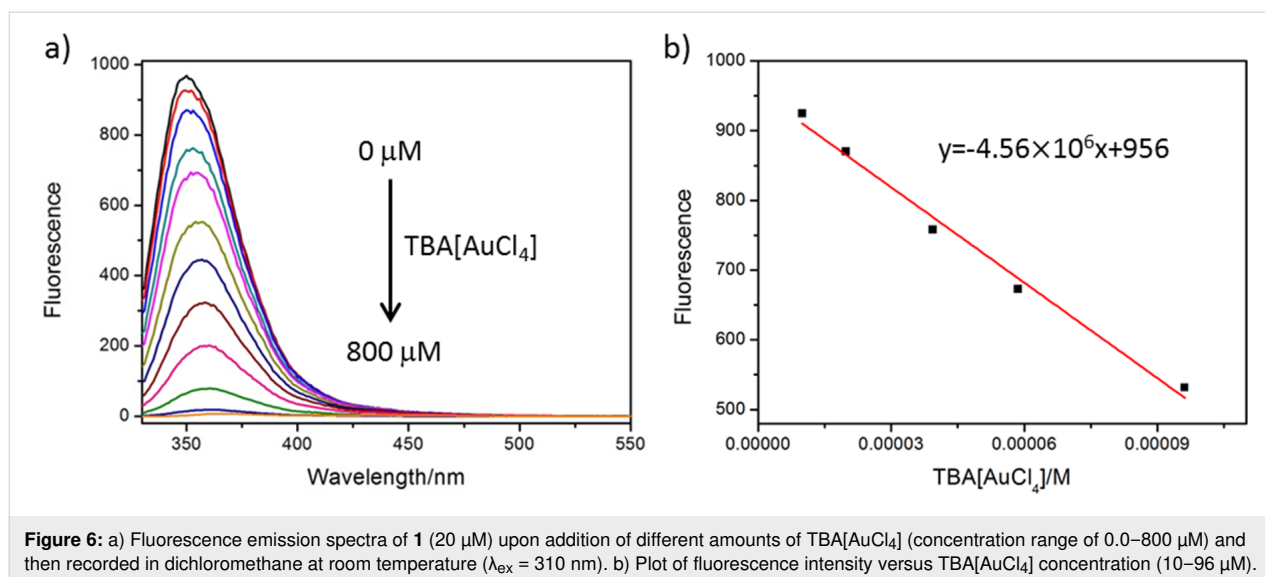 a)
1000
800
600
400
200
0
Fluorescence
0 µM
TBA[AuCl₄]
800 µM
350
400
450
500
550
Wavelength/nm
b)
1000
900
800
700
600
500
Fluorescence
y=-4.56×10⁶x+956
0.00000
0.00003
0.00006
0.00009
TBA[AuCl₄]/M
Figure 6: a) Fluorescence emission spectra of 1 (20 µM) upon addition of different amounts of TBA[AuCl₄] (concentration range of 0.0–800 µM) and
then recorded in dichloromethane at room temperature (λₑₓ = 310 nm). b) Plot of fluorescence intensity versus TBA[AuCl₄] concentration (10–96 µM).